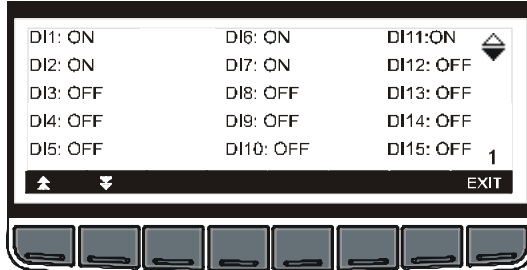 DI1: ON DI6: ON DI11:ON
DI2: ON DI7: ON DI12: OFF
DI3: OFF DI8: OFF DI13: OFF
DI4: OFF DI9: OFF DI14: OFF
DI5: OFF DI10: OFF DI15: OFF 1
EXIT